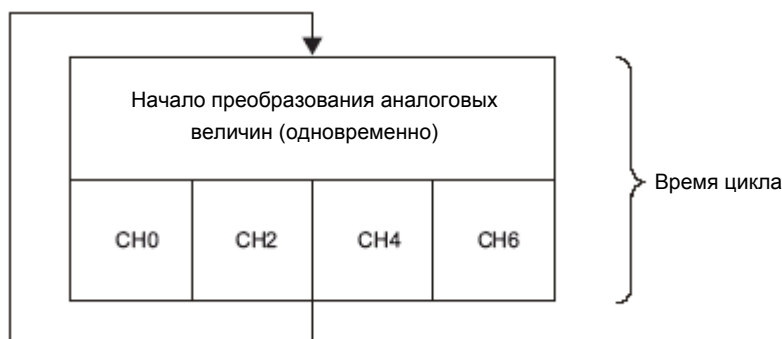 Начало преобразования аналоговых
величин (одновременно)
Время цикла
CH0
CH2
CH4
CH6